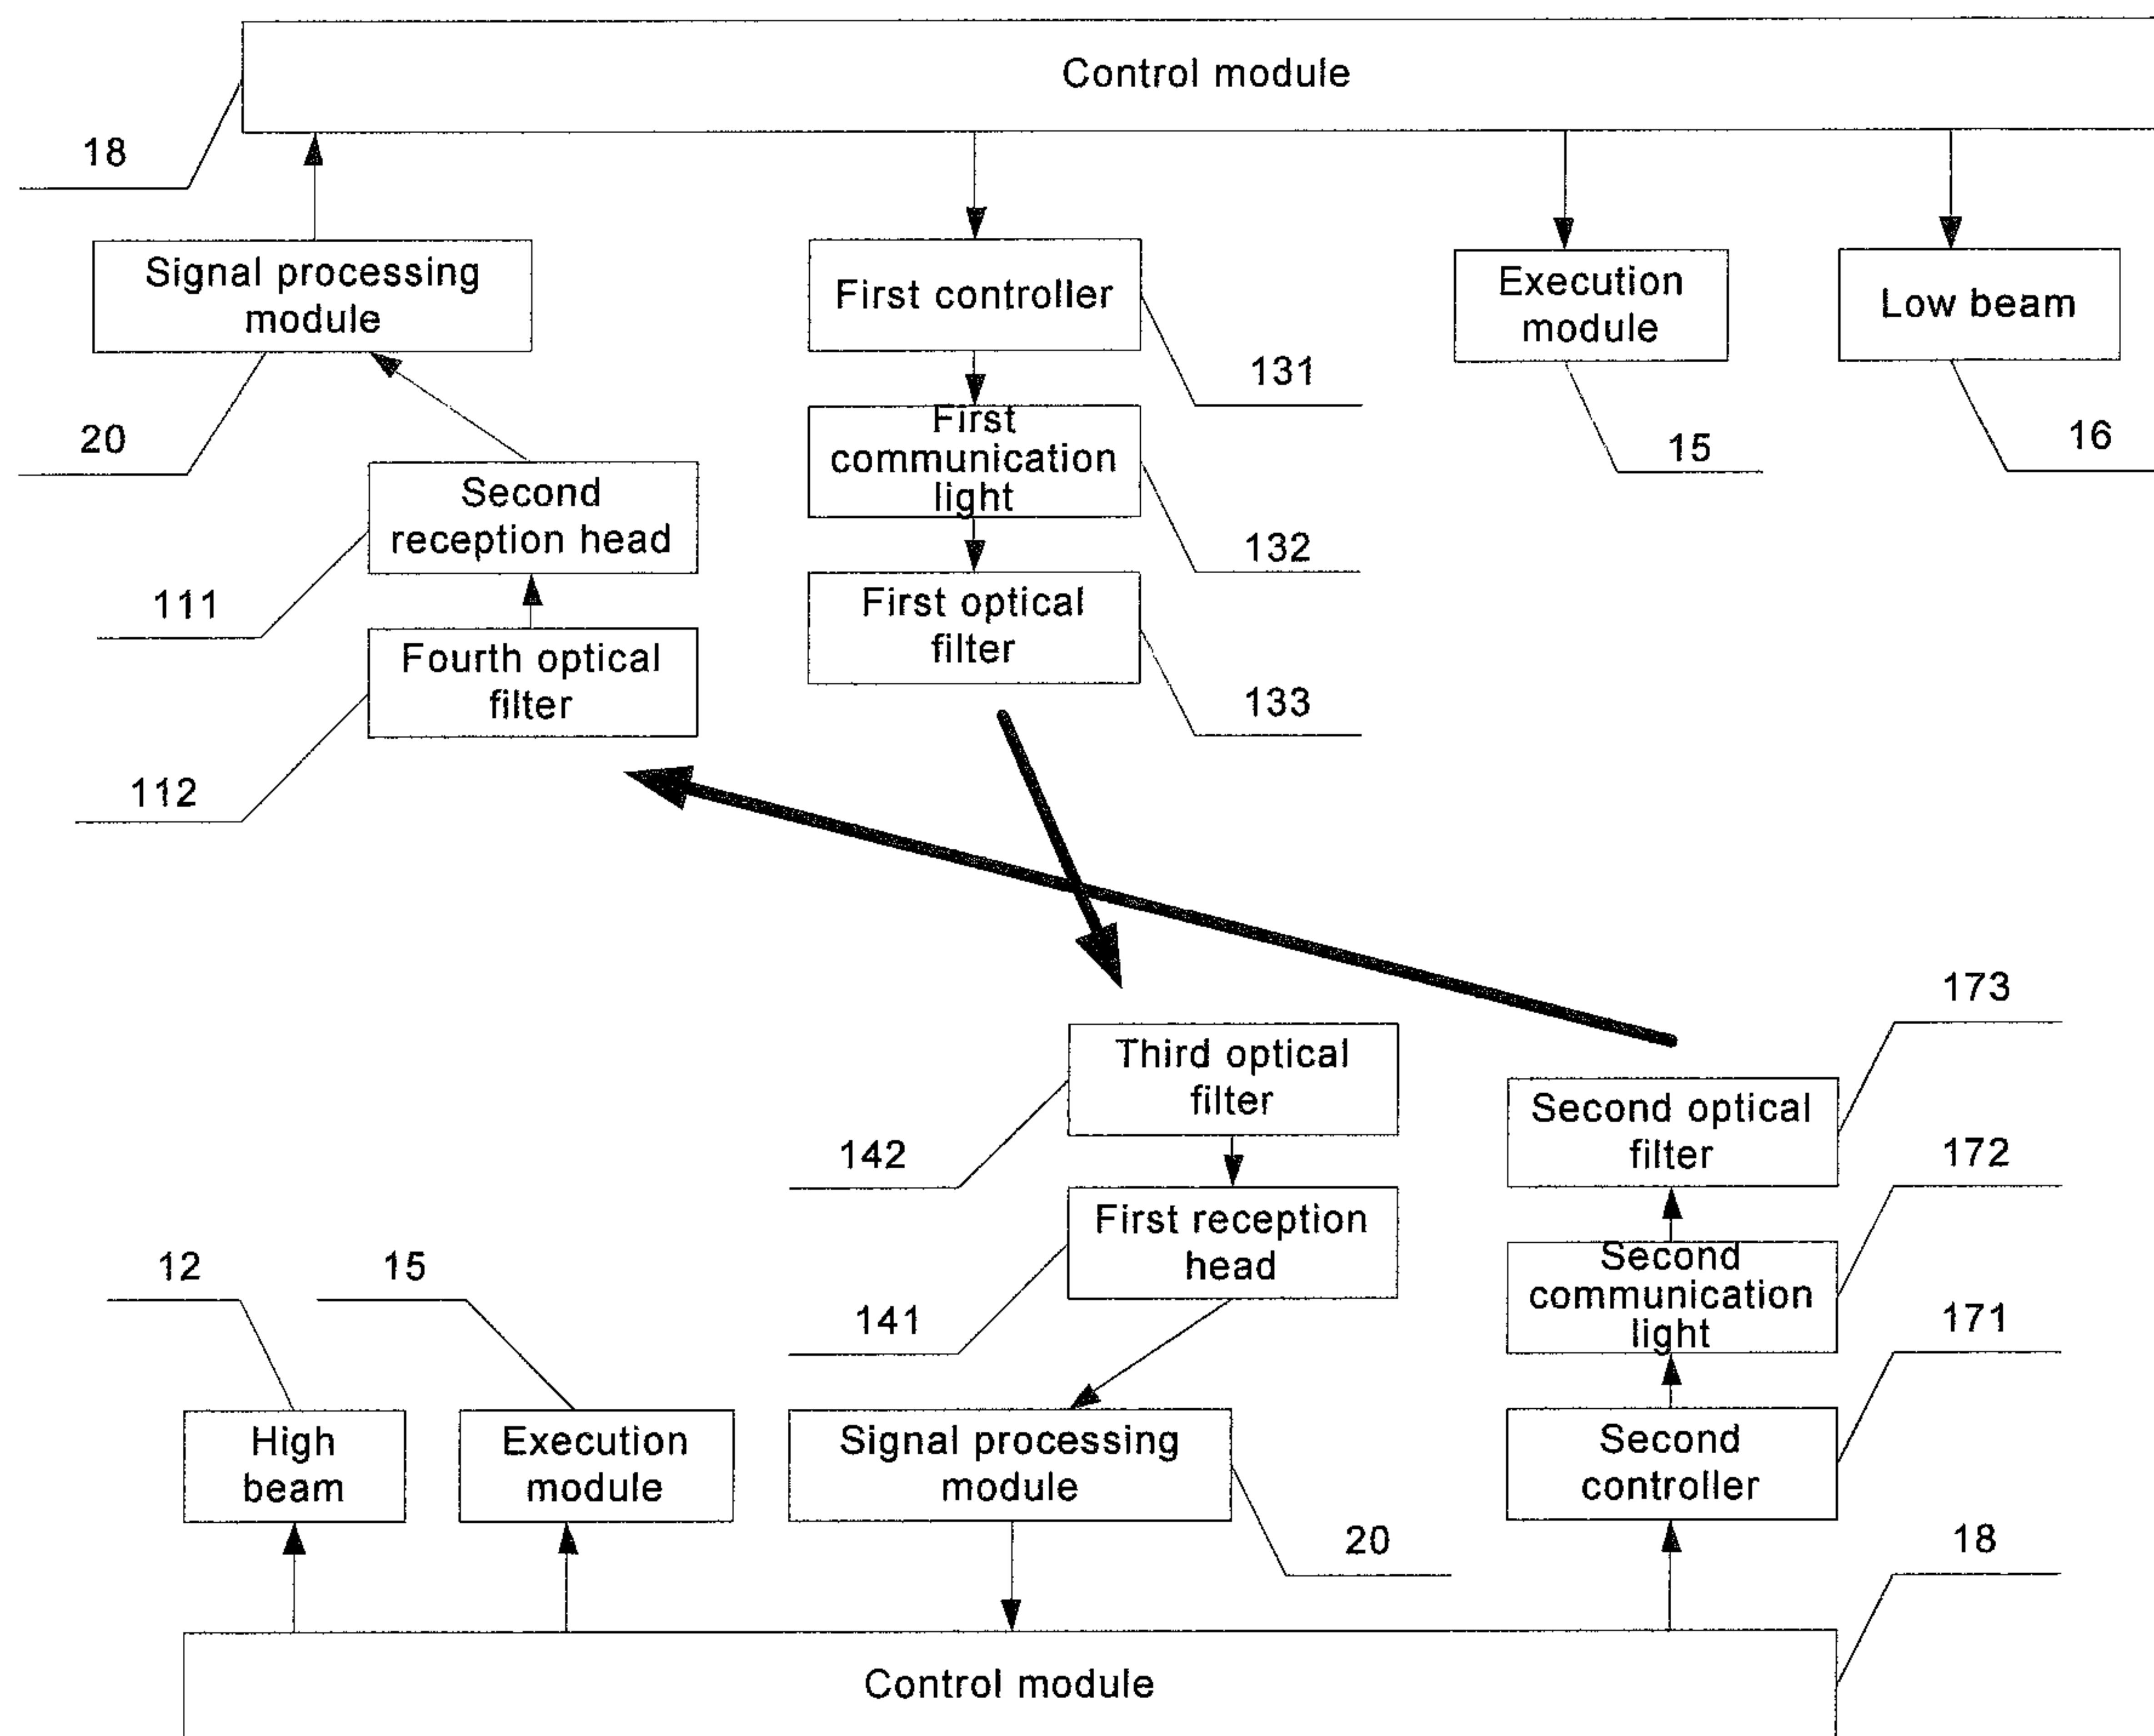 Control module
18
Signal processing
module
First controller
Execution
module
Low beam
131
20
First
communication
light
15
16
Second
reception head
132
111
First optical
filter
Fourth optical
filter
133
112
173
Third optical
filter
Second optical
filter
142
172
First reception
head
12
15
Second
communication
light
141
171
High
beam
Execution
module
Signal processing
module
Second
controller
20
18
Control module